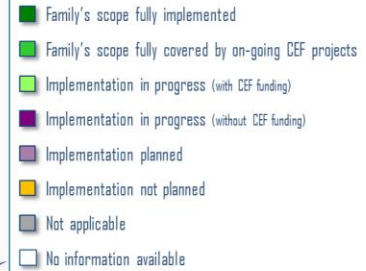 Family's scope fully implemented
Family's scope fully covered by on-going CEF projects
Implementation in progress (with CEF funding)
Implementation in progress (without CEF funding)
Implementation planned
Implementation not planned
Not applicable
No information available